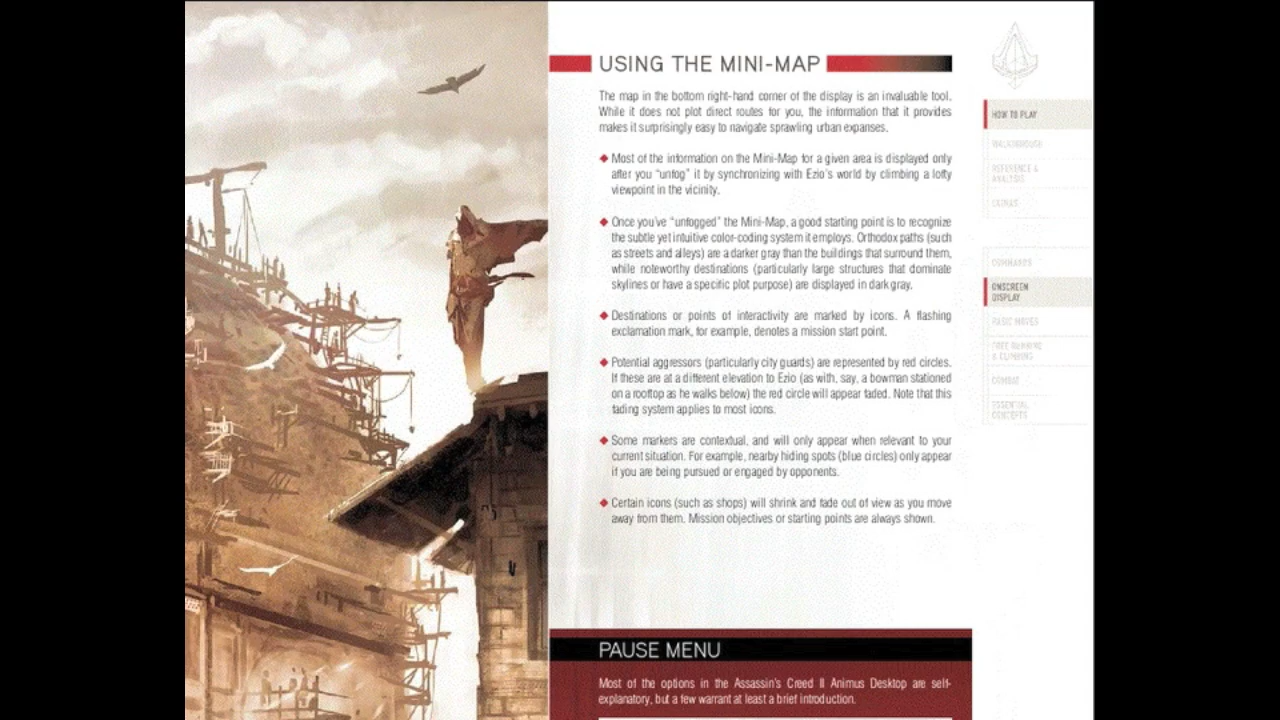 USING THE MINI-MAP
The map in the bottom right-hand corner of the display is an invaluable tool.
While it does not plot direct routes for you, the information that it provides
makes it surprisingly easy to navigate sprawling urban expanses.
◆ Most of the information on the Mini-Map for a given area is displayed only
after you “unfog” it by synchronizing with Ezio's world by climbing a lofty
viewpoint in the vicinity.
◆ Once you've “unfogged” the Mini-Map, a good starting point is to recognize
the subtle yet intuitive color-coding system it employs. Orthodox paths (such
as streets and alleys) are a darker gray than the buildings that surround them,
while noteworthy destinations (particularly large structures that dominate
skylines or have a specific plot purpose) are displayed in dark gray.
◆ Destinations or points of interactivity are marked by icons. A flashing
exclamation mark, for example, denotes a mission start point.
◆ Potential aggressors (particularly city guards) are represented by red circles.
If these are at a different elevation to Ezio (as with, say, a bowman stationed
on a rooftop as he walks below) the red circle will appear faded. Note that this
fading system applies to most icons.
◆ Some markers are contextual, and will only appear when relevant to your
current situation. For example, nearby hiding spots (blue circles) only appear
if you are being pursued or engaged by opponents.
◆ Certain icons (such as shops) will shrink and fade out of view as you move
away from them. Mission objectives or starting points are always shown.
PAUSE MENU
Most of the options in the Assassin's Creed II Animus Desktop are self-
explanatory, but a few warrant at least a brief introduction.
HOW TO PLAY
WALKTHROUGH
REFERENCE &
ANALYSIS
EXTRAS
COMMANDS
ONSCREEN
DISPLAY
BASIC MOVES
FREE RUNNING
& CLIMBING
COMBAT
ESSENTIAL
CONCEPTS